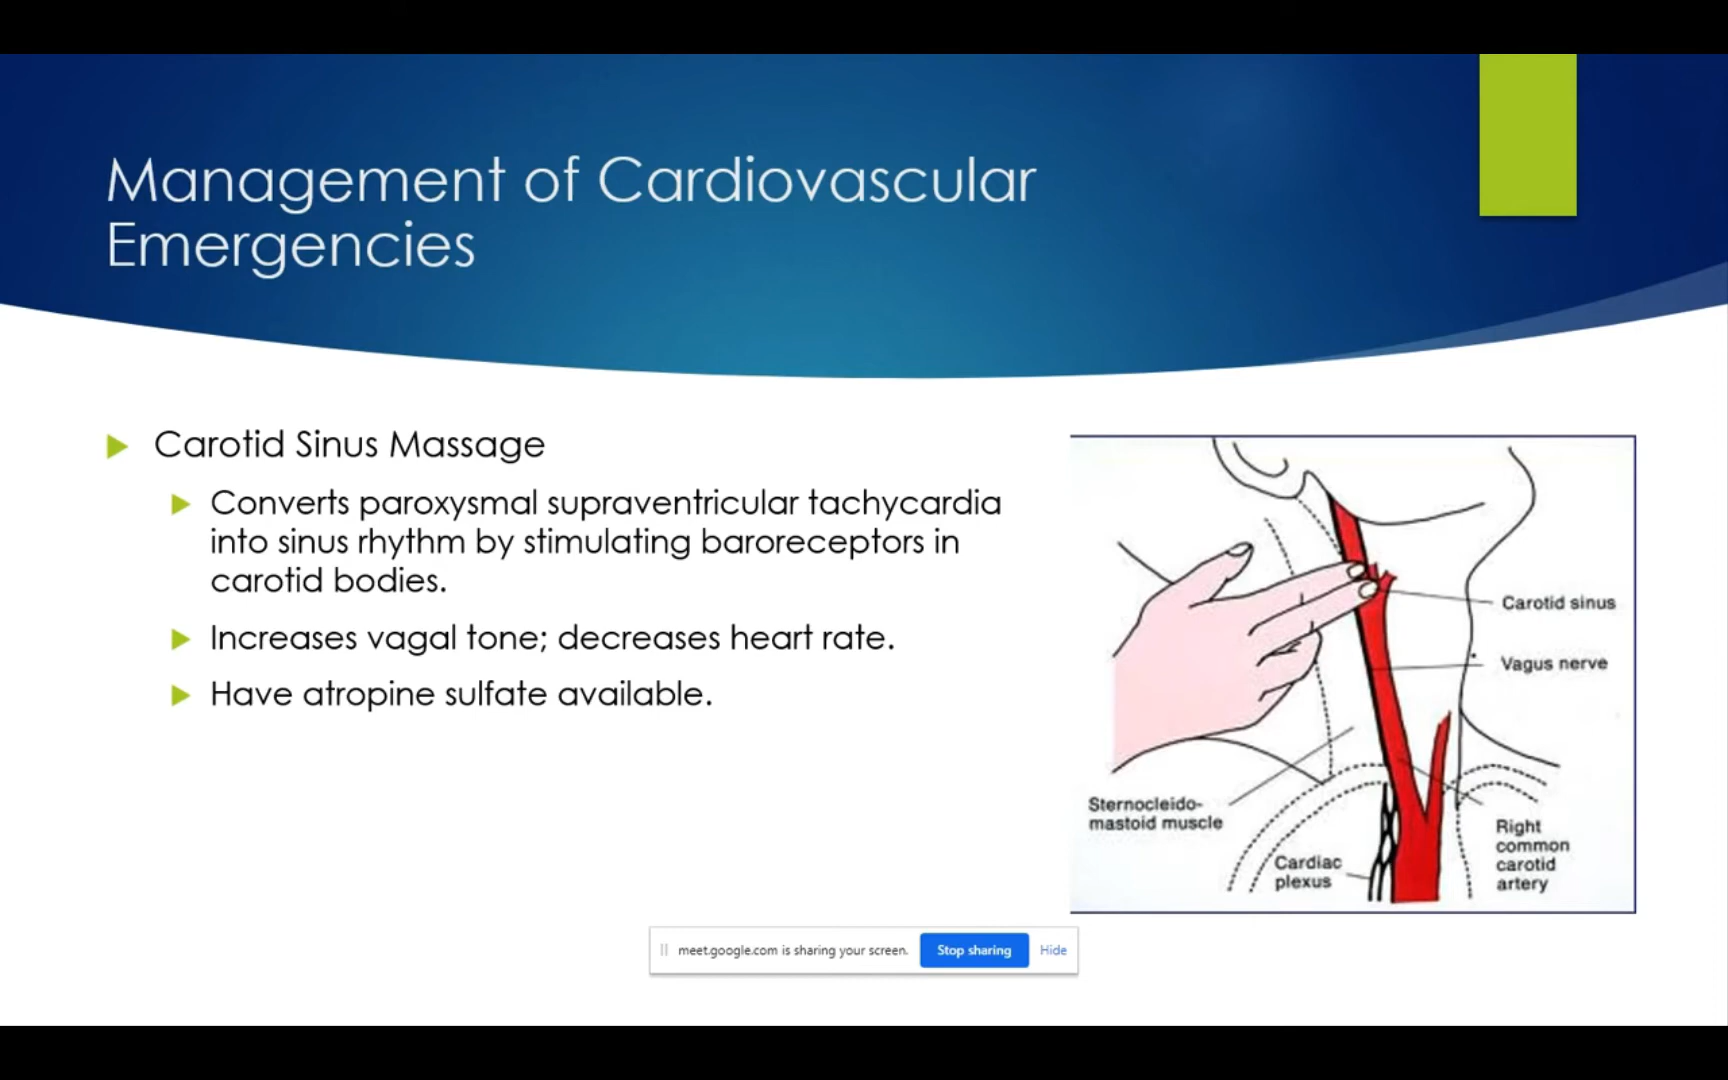 Management of Cardiovascular
Emergencies
Carotid Sinus Massage
Converts paroxysmal supraventricular tachycardia
into sinus rhythm by stimulating baroreceptors in
carotid bodies.
Increases vagal tone; decreases heart rate.
Have atropine sulfate available.
Carotid sinus
Vagus nerve
Sternocleido-
mastoid muscle
Cardiac
plexus
Right
common
carotid
artery
meet.google.com is sharing your screen.
Stop sharing
Hide